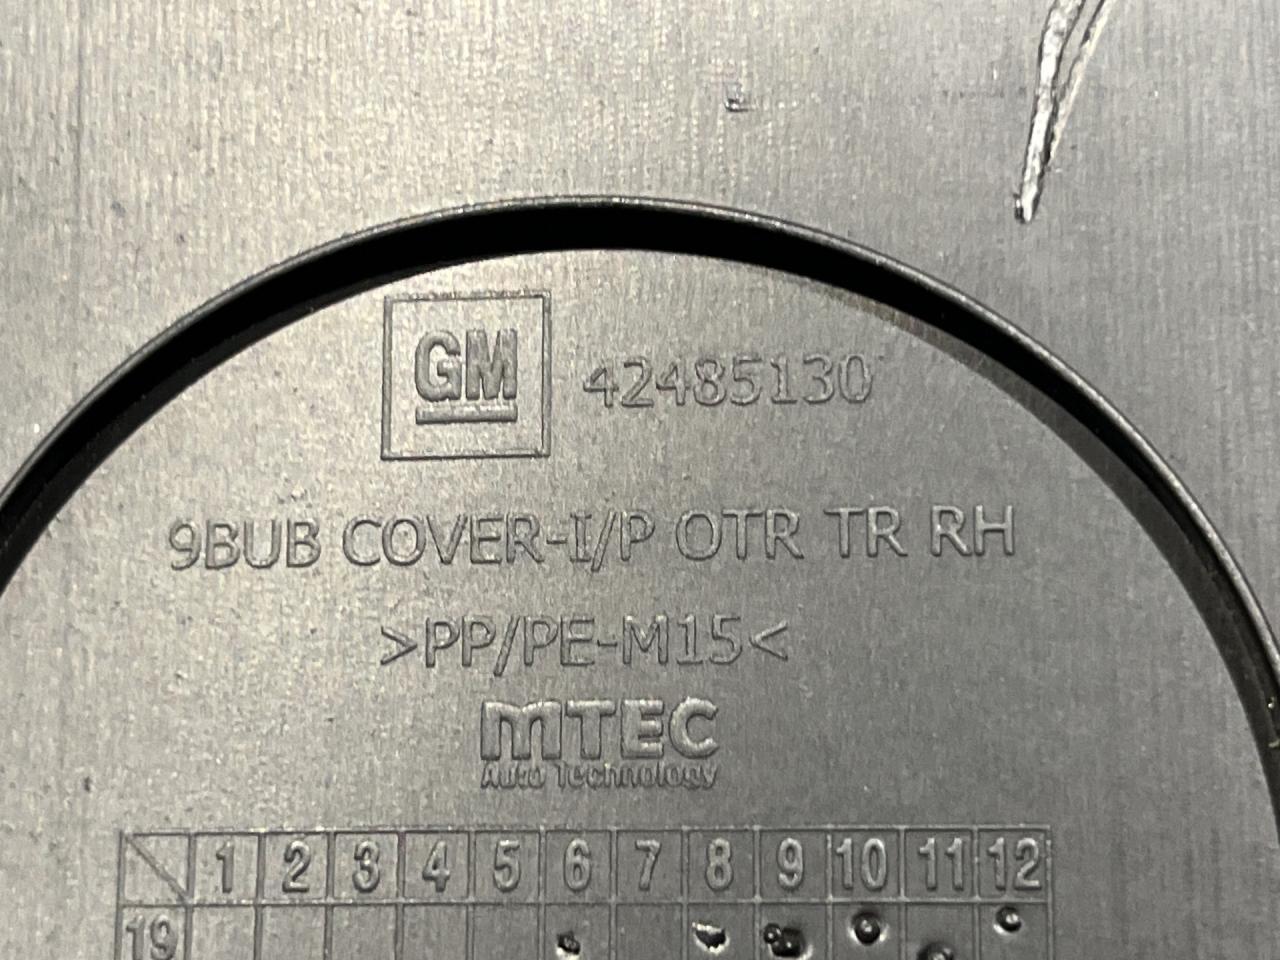 GM 42485130
9BUB COVER-I/P OTR TR RH
>PP/PE-M15<
mTEC
Auto Technology
1 2 3 4 5 6 7 8 9 10 11 12
19